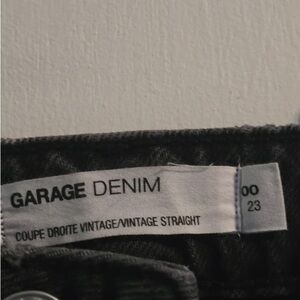 GARAGE DENIM
COUPE DROITE VINTAGE/VINTAGE STRAIGHT
00
23